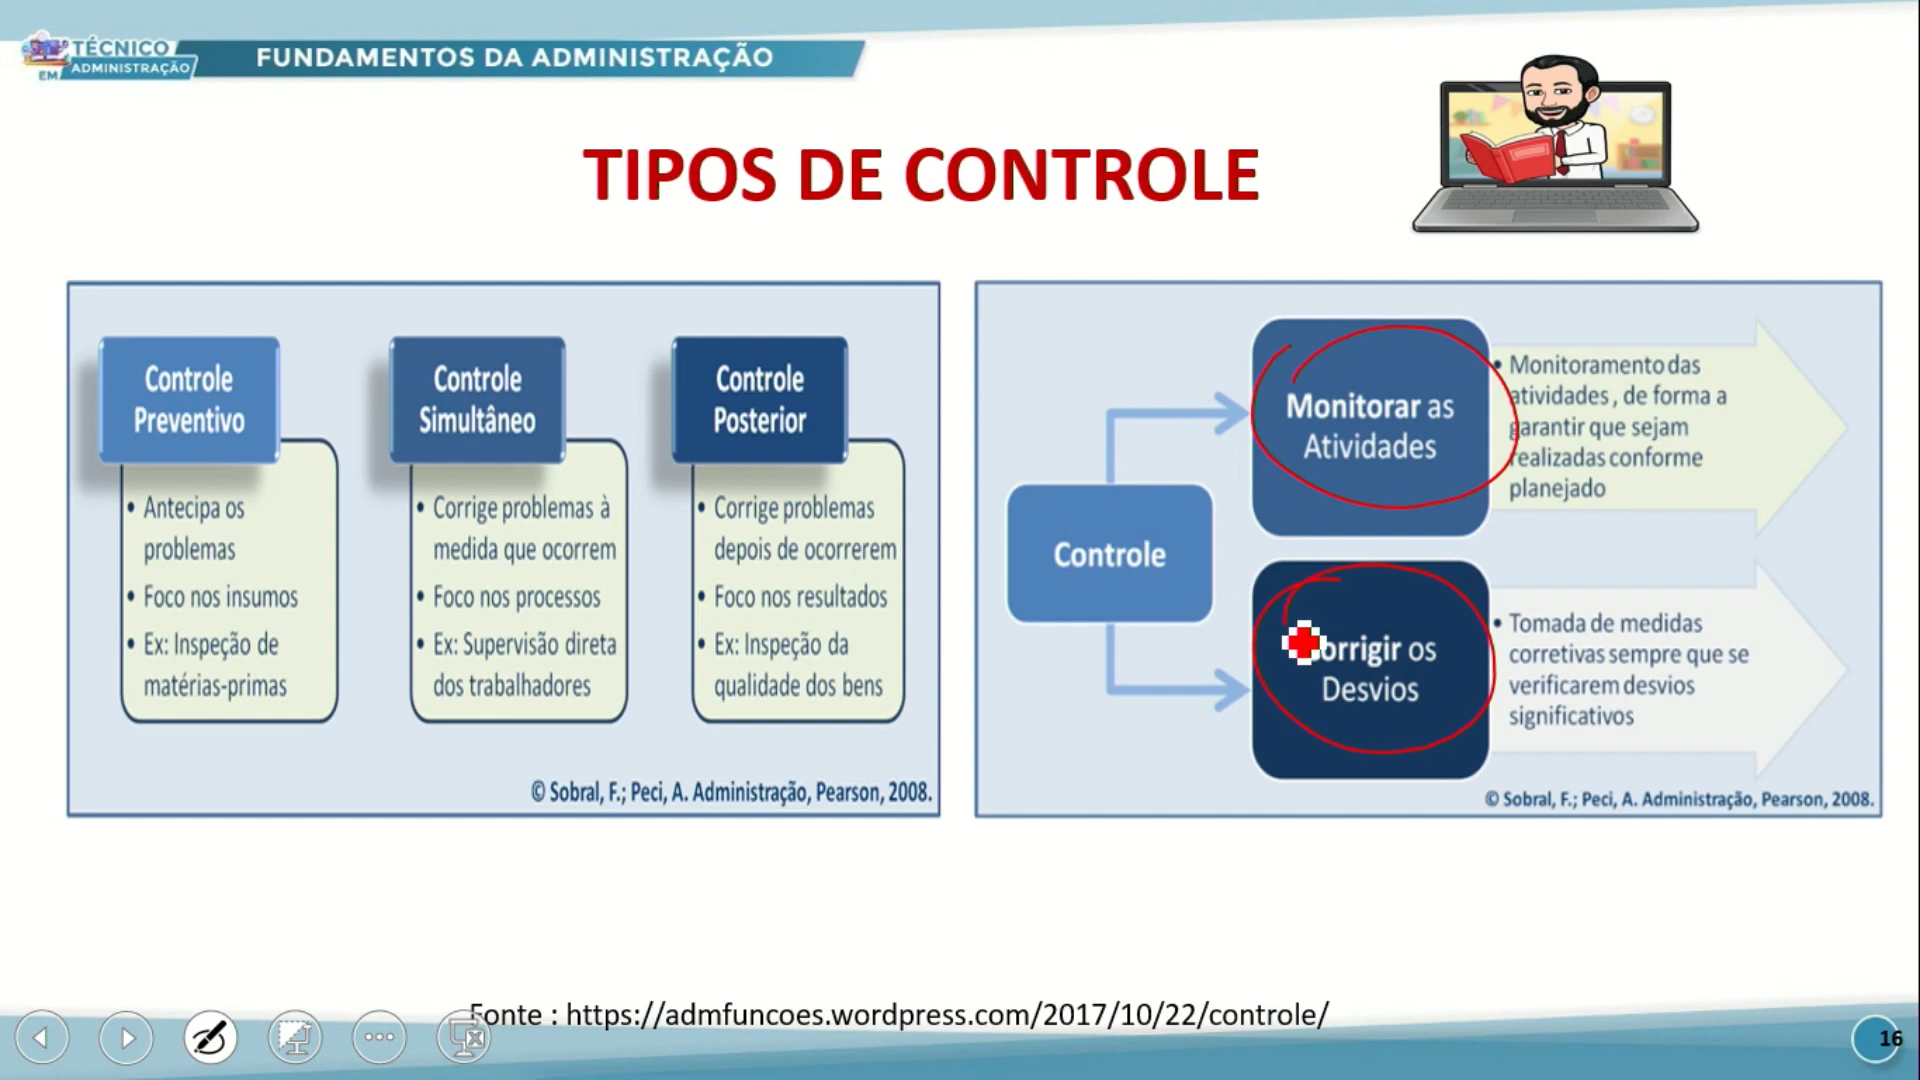 TÉCNICO
EM ADMINISTRAÇÃO
FUNDAMENTOS DA ADMINISTRAÇÃO
TIPOS DE CONTROLE
Controle
Preventivo
• Antecipa os
problemas
• Foco nos insumos
• Ex: Inspeção de
matérias-primas
Controle
Simultâneo
• Corrige problemas à
medida que ocorrem
• Foco nos processos
• Ex: Supervisão direta
dos trabalhadores
Controle
Posterior
• Corrige problemas
depois de ocorrerem
• Foco nos resultados
• Ex: Inspeção da
qualidade dos bens
© Sobral, F.; Peci, A. Administração, Pearson, 2008.
Controle
Monitorar as
Atividades
• Monitoramento das
atividades, de forma a
garantir que sejam
realizadas conforme
planejado
Corrigir os
Desvios
• Tomada de medidas
corretivas sempre que se
verificarem desvios
significativos
© Sobral, F.; Peci, A. Administração, Pearson, 2008.
Fonte : https://admfuncoes.wordpress.com/2017/10/22/controle/
16